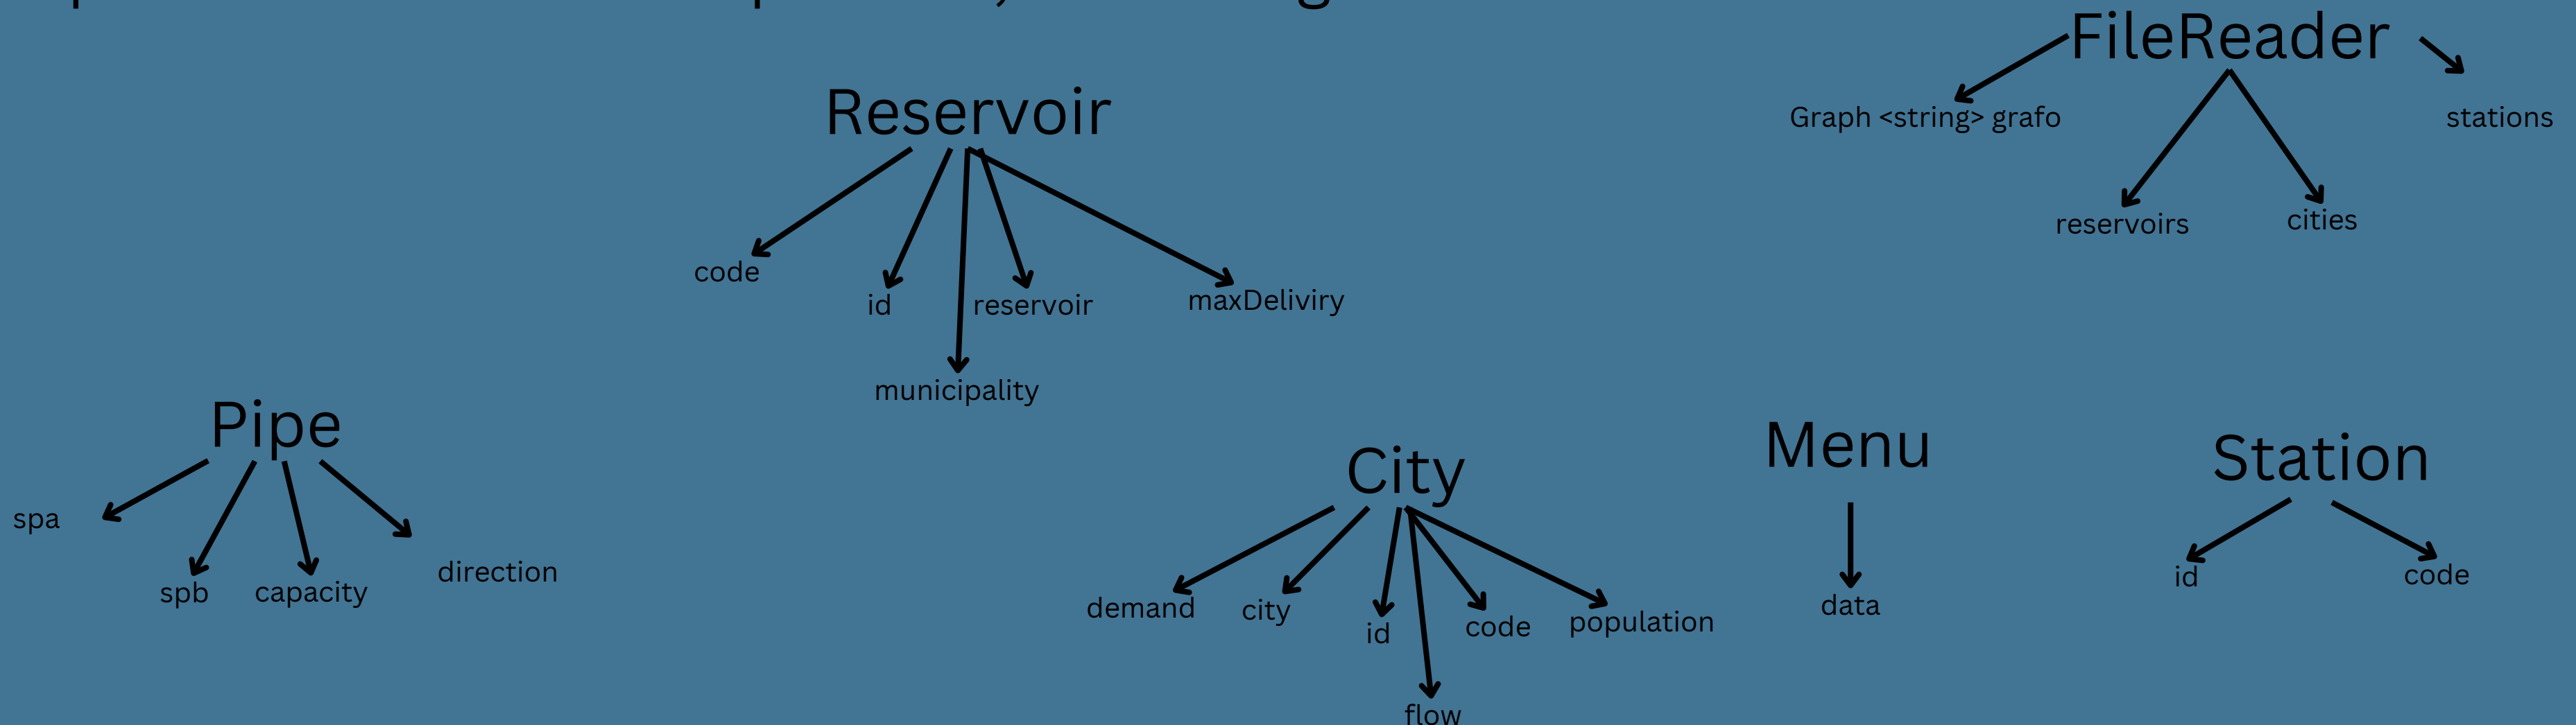 FileReader
Graph <string> grafo
stations
reservoirs
cities
Reservoir
code
id
reservoir
maxDeliviry
municipality
Pipe
spa
spb
capacity
direction
City
demand
city
id
code
population
flow
Menu
data
Station
id
code